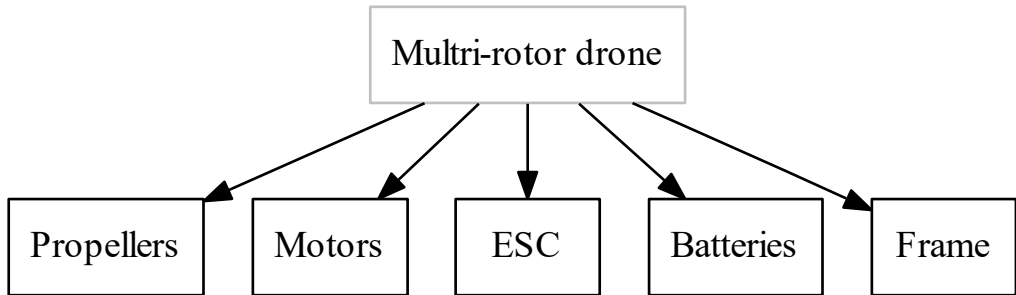 Multri-rotor drone
Propellers
Motors
ESC
Batteries
Frame